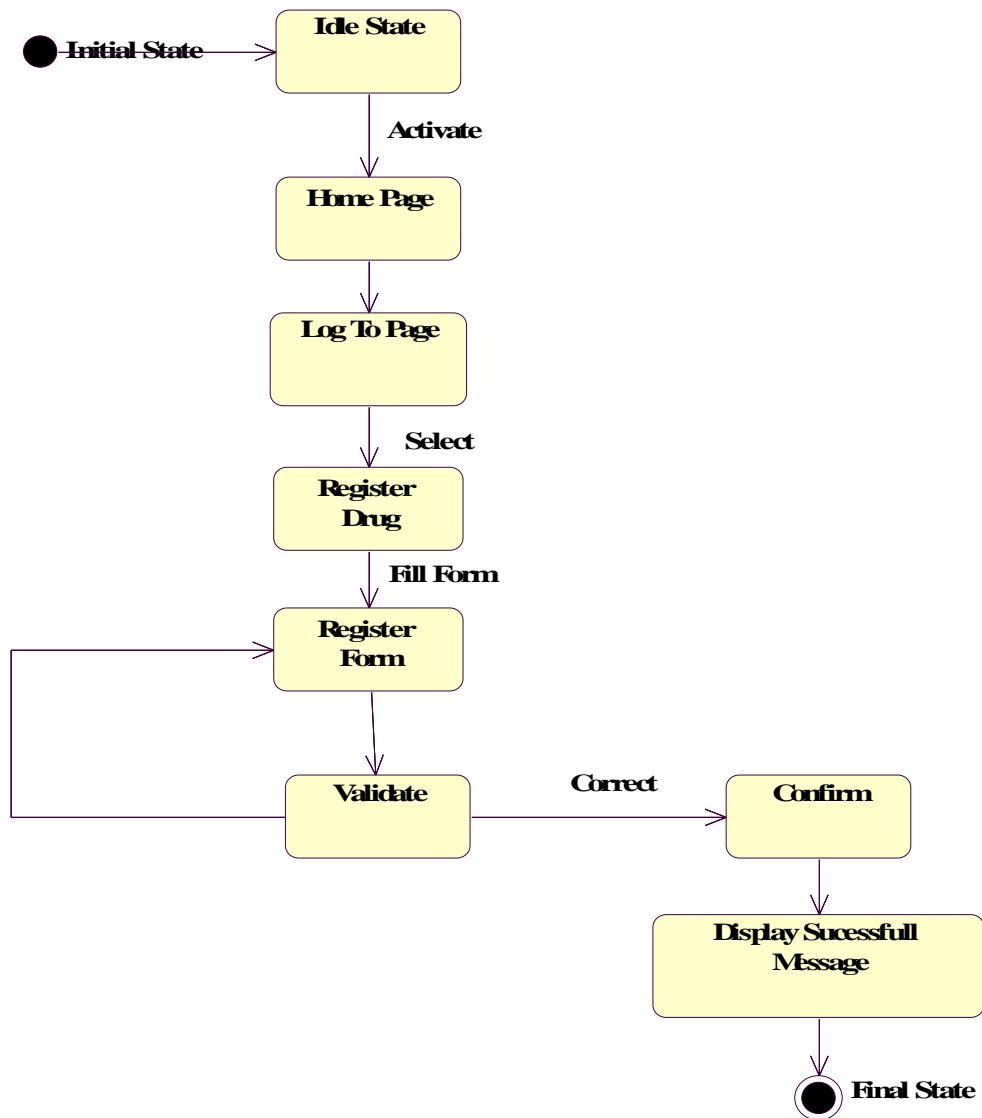 Idle State
Initial State
Activate
Home Page
Log To Page
Select
Register
Drug
Fill Form
Register
Form
Validate
Correct
Confirm
Display Sucessfull
Message
Final State